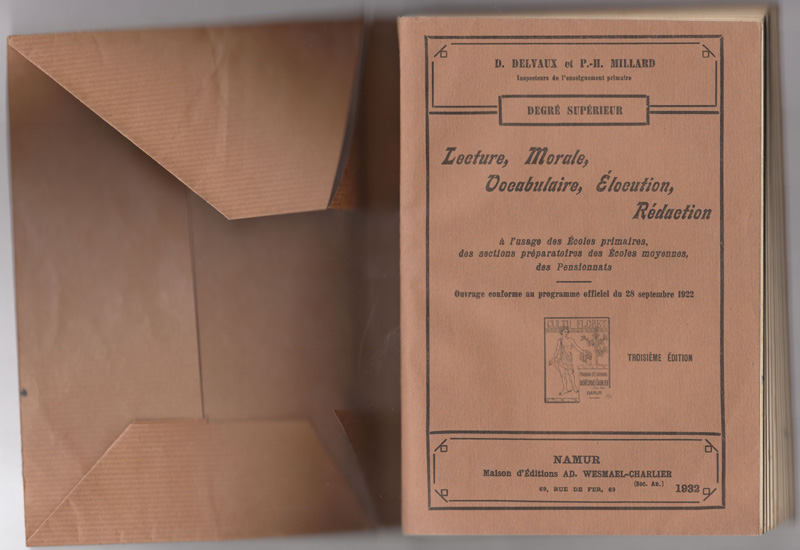 D. DELVAUX et P.-H. MILLARD
Inspecteurs de l'enseignement primaire
DEGRÉ SUPÉRIEUR
Lecture, Morale,
Vocabulaire, Élocution,
Rédaction
à l'usage des Écoles primaires,
des sections préparatoires des Écoles moyennes,
des Pensionnats
Ouvrage conforme au programme officiel du 28 septembre 1922
TROISIÈME ÉDITION
NAMUR
NAMUR
Maison d'Éditions AD. WESMAEL-CHARLIER
(Soc. An.)
69, RUE DE FER, 69
1932